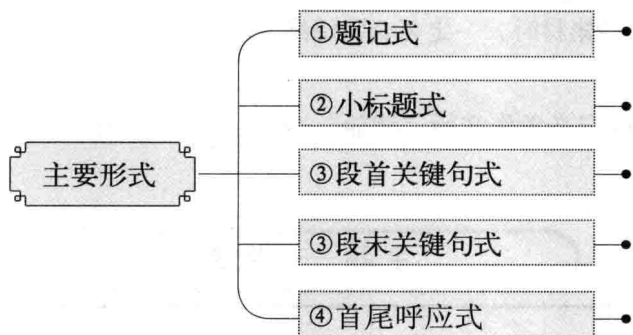 ①题记式
②小标题式
主要形式
③段首关键句式
③段末关键句式
④首尾呼应式